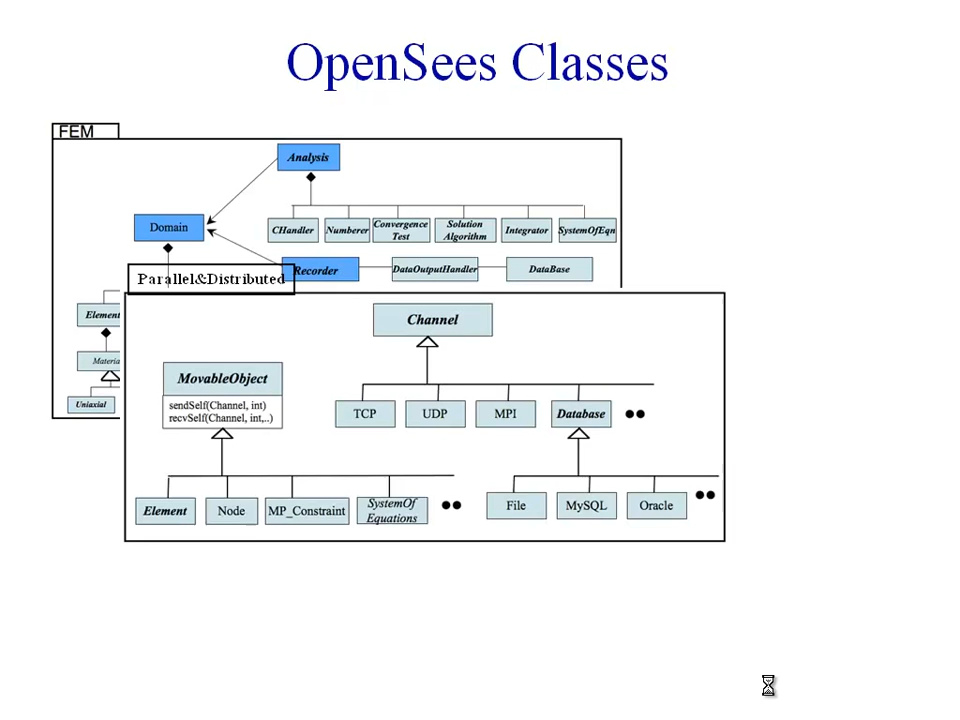 OpenSees Classes
FEM
Analysis
Domain
CHandler
Numberer
Convergence
Test
Solution
Algorithm
Integrator
SystemOfEqn
Recorder
DataOutputHandler
DataBase
Parallel&Distributed
Element
Uniaxial
Channel
MovableObject
sendSelf(Channel, int)
recvSelf(Channel, int,..)
TCP
UDP
MPI
Database
Element
Node
MP_Constraint
SystemOf
Equations
File
MySQL
Oracle